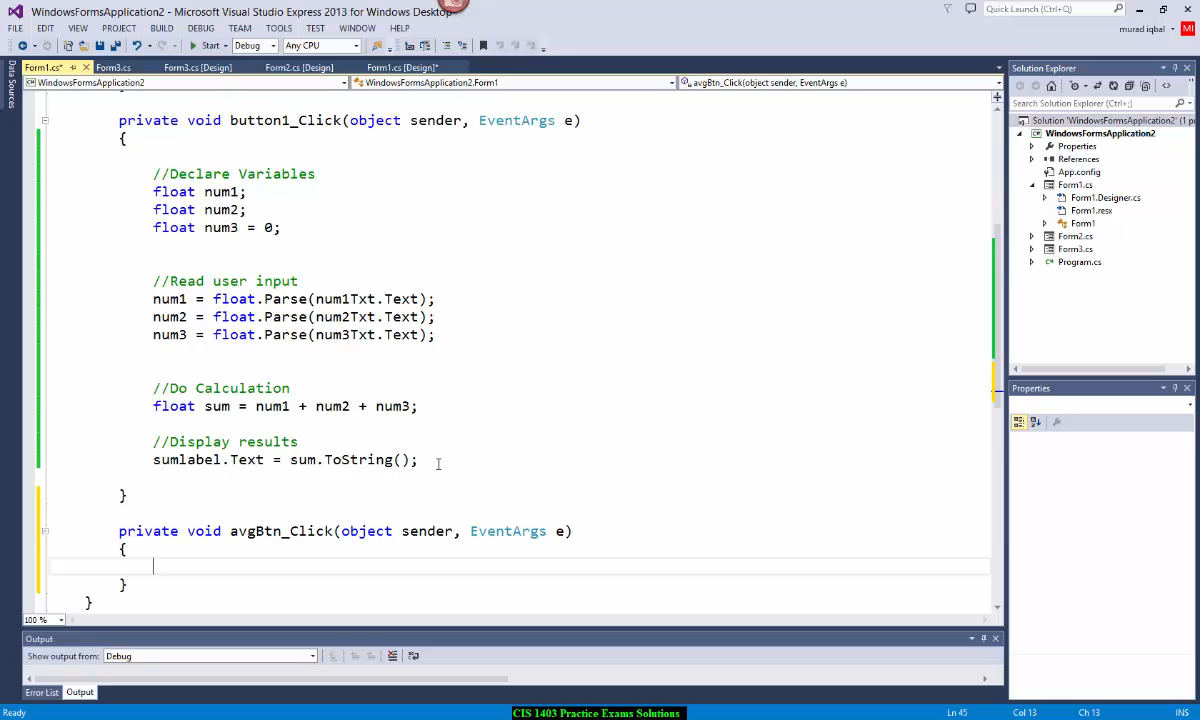 WindowsFormsApplication2 - Microsoft Visual Studio Express 2013 for Windows Desktop
Quick Launch (Ctrl+Q)
FILE EDIT VIEW PROJECT BUILD DEBUG TEAM TOOLS TEST WINDOW HELP
murad iqbal MI
Start Debug Any CPU
Data Sources
Form1.cs* Form3.cs Form3.cs [Design] Form2.cs [Design] Form1.cs [Design]*
WindowsFormsApplication2 WindowsFormsApplication2.Form1 avgBtn_Click(object sender, EventArgs e)
private void button1_Click(object sender, EventArgs e)
{
//Declare Variables
float num1;
float num2;
float num3 = 0;
//Read user input
num1 = float.Parse(num1Txt.Text);
num2 = float.Parse(num2Txt.Text);
num3 = float.Parse(num3Txt.Text);
//Do Calculation
float sum = num1 + num2 + num3;
//Display results
sumlabel.Text = sum.ToString();
}
private void avgBtn_Click(object sender, EventArgs e)
{
}
}
100 %
Output
Show output from: Debug
Error List Output
Solution Explorer
Search Solution Explorer (Ctrl+;)
Solution 'WindowsFormsApplication2' (1 p
WindowsFormsApplication2
Properties
References
App.config
Form1.cs
Form1.Designer.cs
Form1.resx
Form1
Form2.cs
Form3.cs
Program.cs
Properties
Ready
CIS 1403 Practice Exams Solutions
Ln 45 Col 13 Ch 13 INS